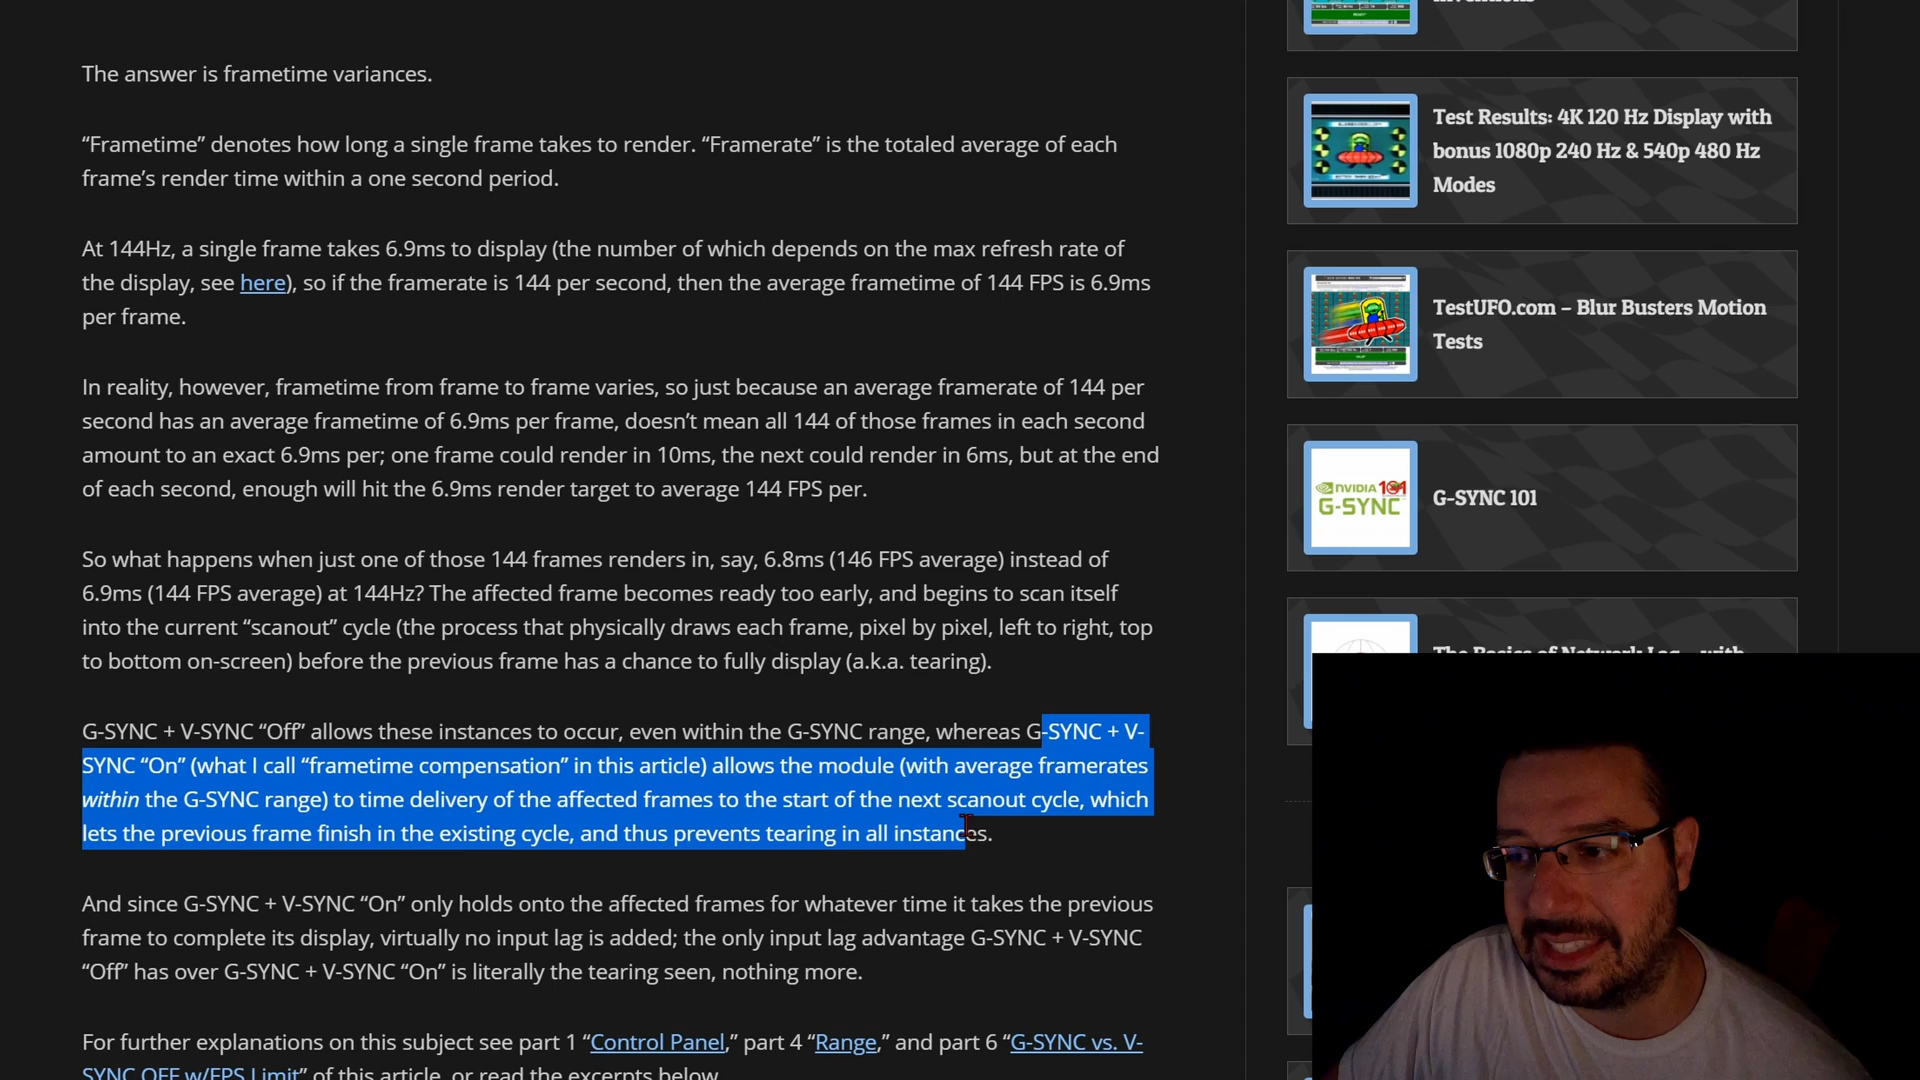 The answer is frametime variances.
“Frametime” denotes how long a single frame takes to render. “Framerate” is the totaled average of each
frame’s render time within a one second period.
At 144Hz, a single frame takes 6.9ms to display (the number of which depends on the max refresh rate of
the display, see here), so if the framerate is 144 per second, then the average frametime of 144 FPS is 6.9ms
per frame.
In reality, however, frametime from frame to frame varies, so just because an average framerate of 144 per
second has an average frametime of 6.9ms per frame, doesn’t mean all 144 of those frames in each second
amount to an exact 6.9ms per; one frame could render in 10ms, the next could render in 6ms, but at the end
of each second, enough will hit the 6.9ms render target to average 144 FPS per.
So what happens when just one of those 144 frames renders in, say, 6.8ms (146 FPS average) instead of
6.9ms (144 FPS average) at 144Hz? The affected frame becomes ready too early, and begins to scan itself
into the current “scanout” cycle (the process that physically draws each frame, pixel by pixel, left to right, top
to bottom on-screen) before the previous frame has a chance to fully display (a.k.a. tearing).
G-SYNC + V-SYNC “Off” allows these instances to occur, even within the G-SYNC range, whereas G-SYNC + V-
SYNC “On” (what I call “frametime compensation” in this article) allows the module (with average framerates
within the G-SYNC range) to time delivery of the affected frames to the start of the next scanout cycle, which
lets the previous frame finish in the existing cycle, and thus prevents tearing in all instances.
And since G-SYNC + V-SYNC “On” only holds onto the affected frames for whatever time it takes the previous
frame to complete its display, virtually no input lag is added; the only input lag advantage G-SYNC + V-SYNC
“Off” has over G-SYNC + V-SYNC “On” is literally the tearing seen, nothing more.
For further explanations on this subject see part 1 “Control Panel,” part 4 “Range,” and part 6 “G-SYNC vs. V-
SYNC OFF w/FPS Limit” of this article, or read the excerpts below
Test Results: 4K 120 Hz Display with
bonus 1080p 240 Hz & 540p 480 Hz
Modes
TestUFO.com – Blur Busters Motion
Tests
NVIDIA 101
G-SYNC
G-SYNC 101
The Basics of Network Lag – with